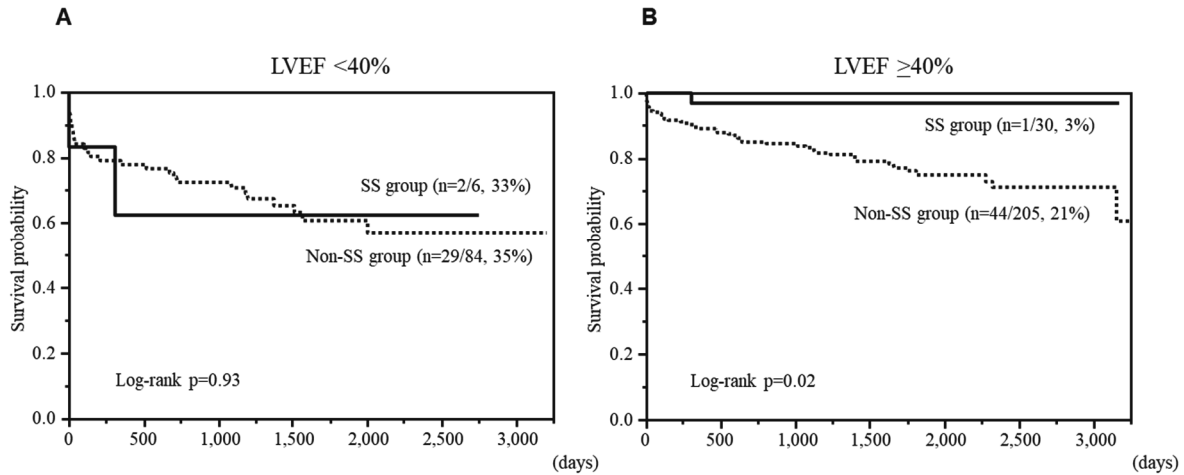 A
LVEF <40%
Survival probability
1.0
0.8
0.6
0.4
0.2
0.0
SS group (n=2/6, 33%)
Non-SS group (n=29/84, 35%)
Log-rank p=0.93
0 500 1,000 1,500 2,000 2,500 3,000
(days)
B
LVEF ≥40%
Survival probability
1.0
0.8
0.6
0.4
0.2
0.0
SS group (n=1/30, 3%)
Non-SS group (n=44/205, 21%)
Log-rank p=0.02
0 500 1,000 1,500 2,000 2,500 3,000
(days)